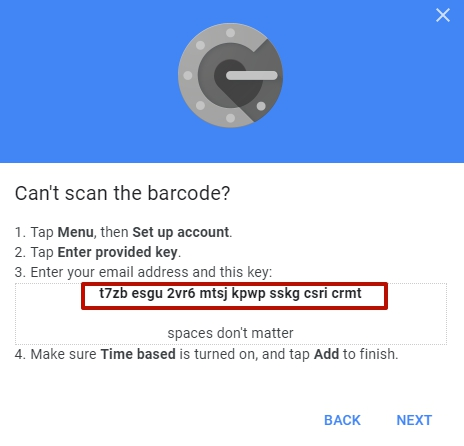 Can't scan the barcode?
1. Tap Menu, then Set up account.
2. Tap Enter provided key.
3. Enter your email address and this key:
t7zb esgu 2vr6 mtsj kpwp sskg csri crmt
spaces don't matter
4. Make sure Time based is turned on, and tap Add to finish.
BACK NEXT